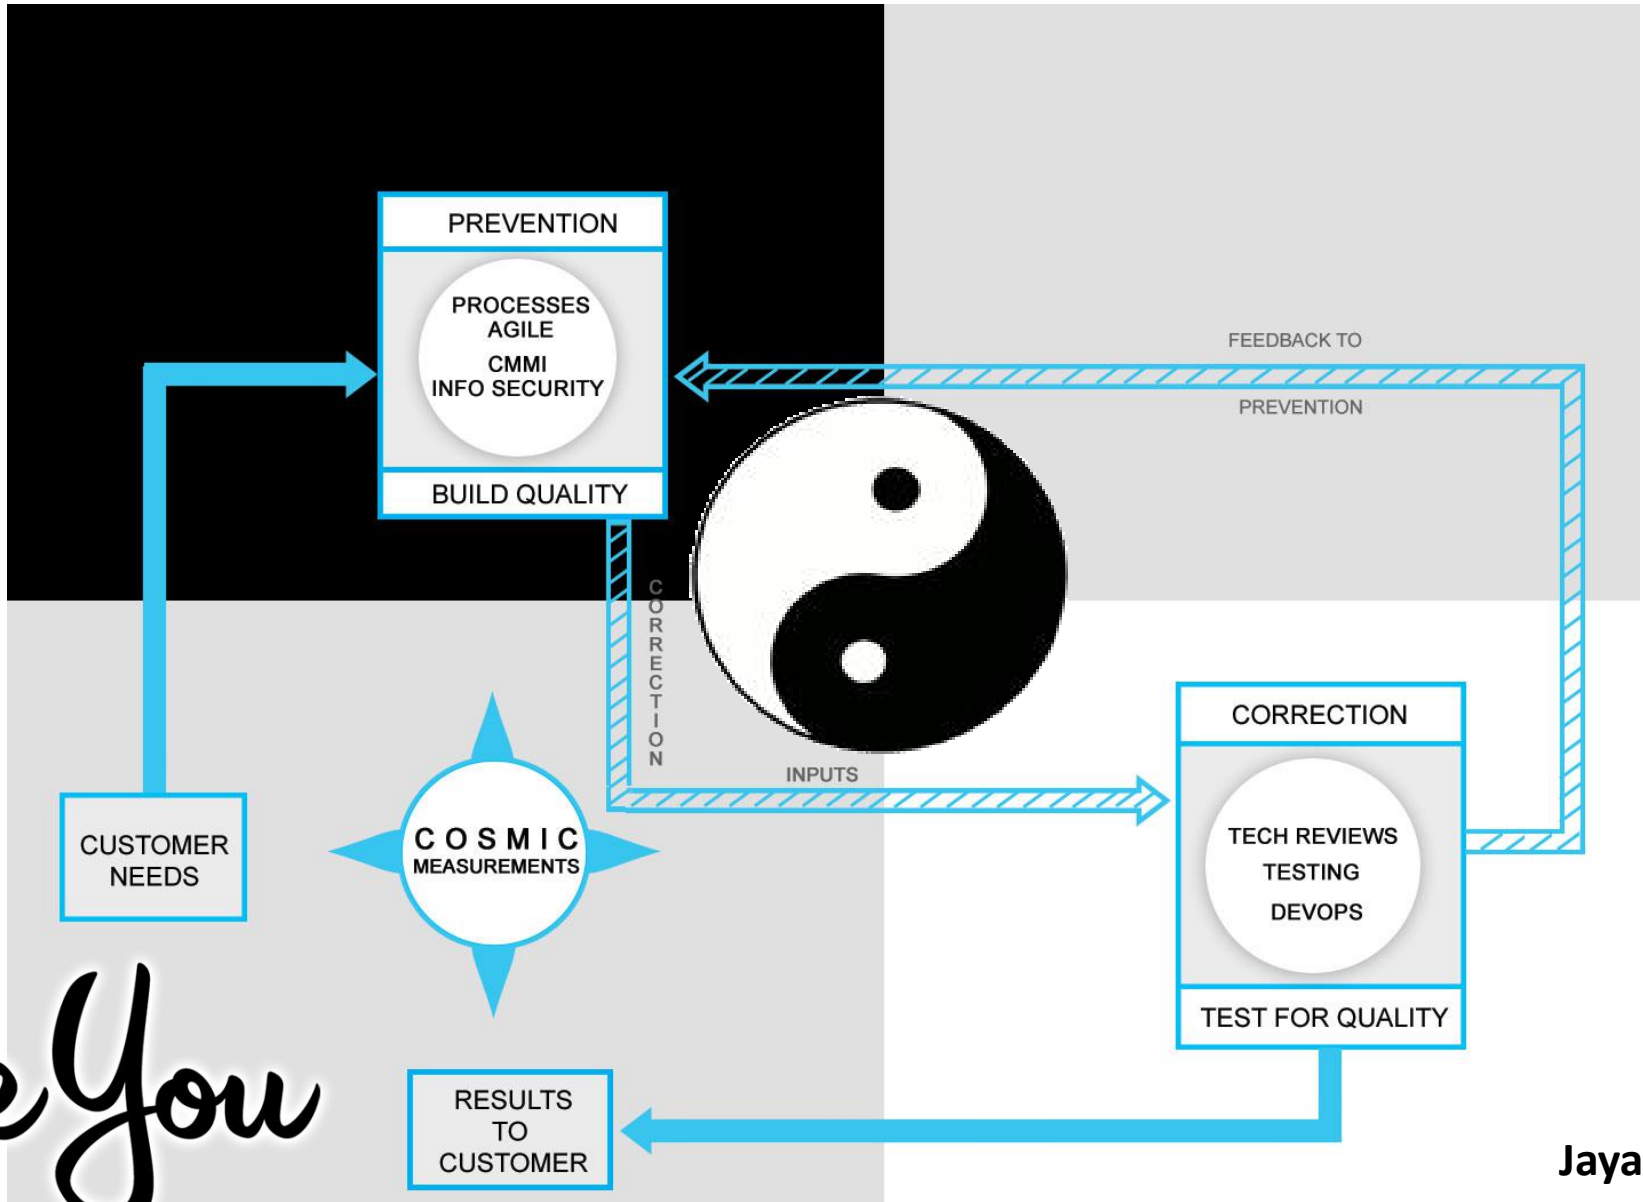 PREVENTION
PROCESSES
AGILE
CMMI
INFO SECURITY
BUILD QUALITY
FEEDBACK TO
PREVENTION
CORRECTION
INPUTS
CORRECTION
TECH REVIEWS
TESTING
DEVOPS
TEST FOR QUALITY
CUSTOMER
NEEDS
COSMIC
MEASUREMENTS
You
RESULTS
TO
CUSTOMER
Jaya